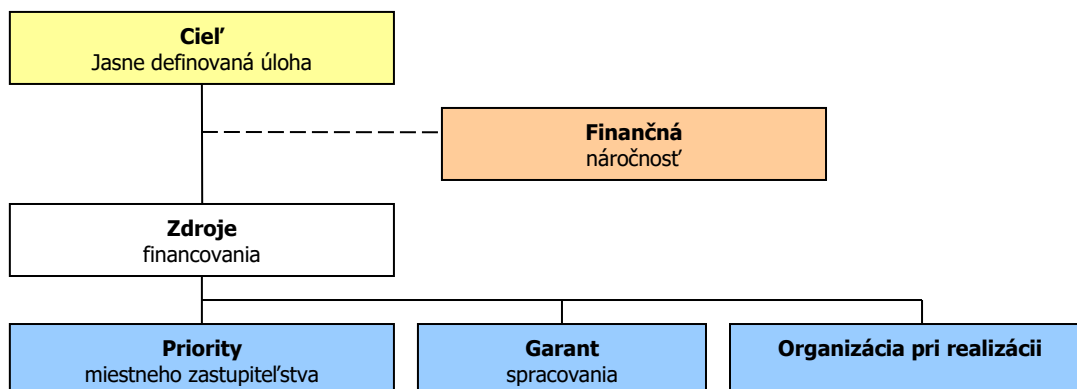 Cieľ
Jasne definovaná úloha
Finančná
náročnosť
Zdroje
financovania
Priority
miestneho zastupiteľstva
Garant
spracovania
Organizácia pri realizácii